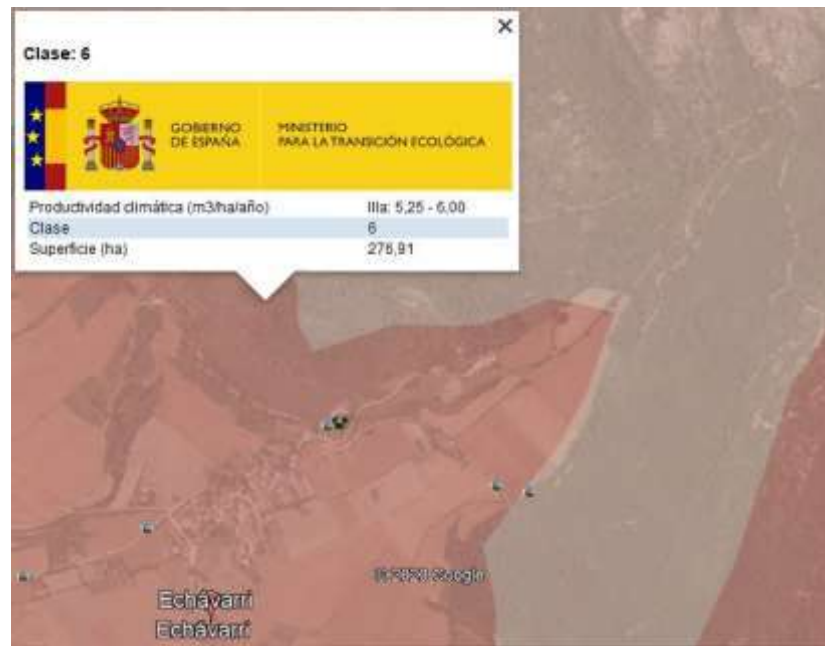 Clase: 6
GOBIERNO DE ESPAÑA
MINISTERIO PARA LA TRANSICIÓN ECOLÓGICA
Productividad climática (m3/ha/año) IIIa: 5,25 - 6,00
Clase 6
Superficie (ha) 276,91
© 2020 Google
Echávarri
Echávarri